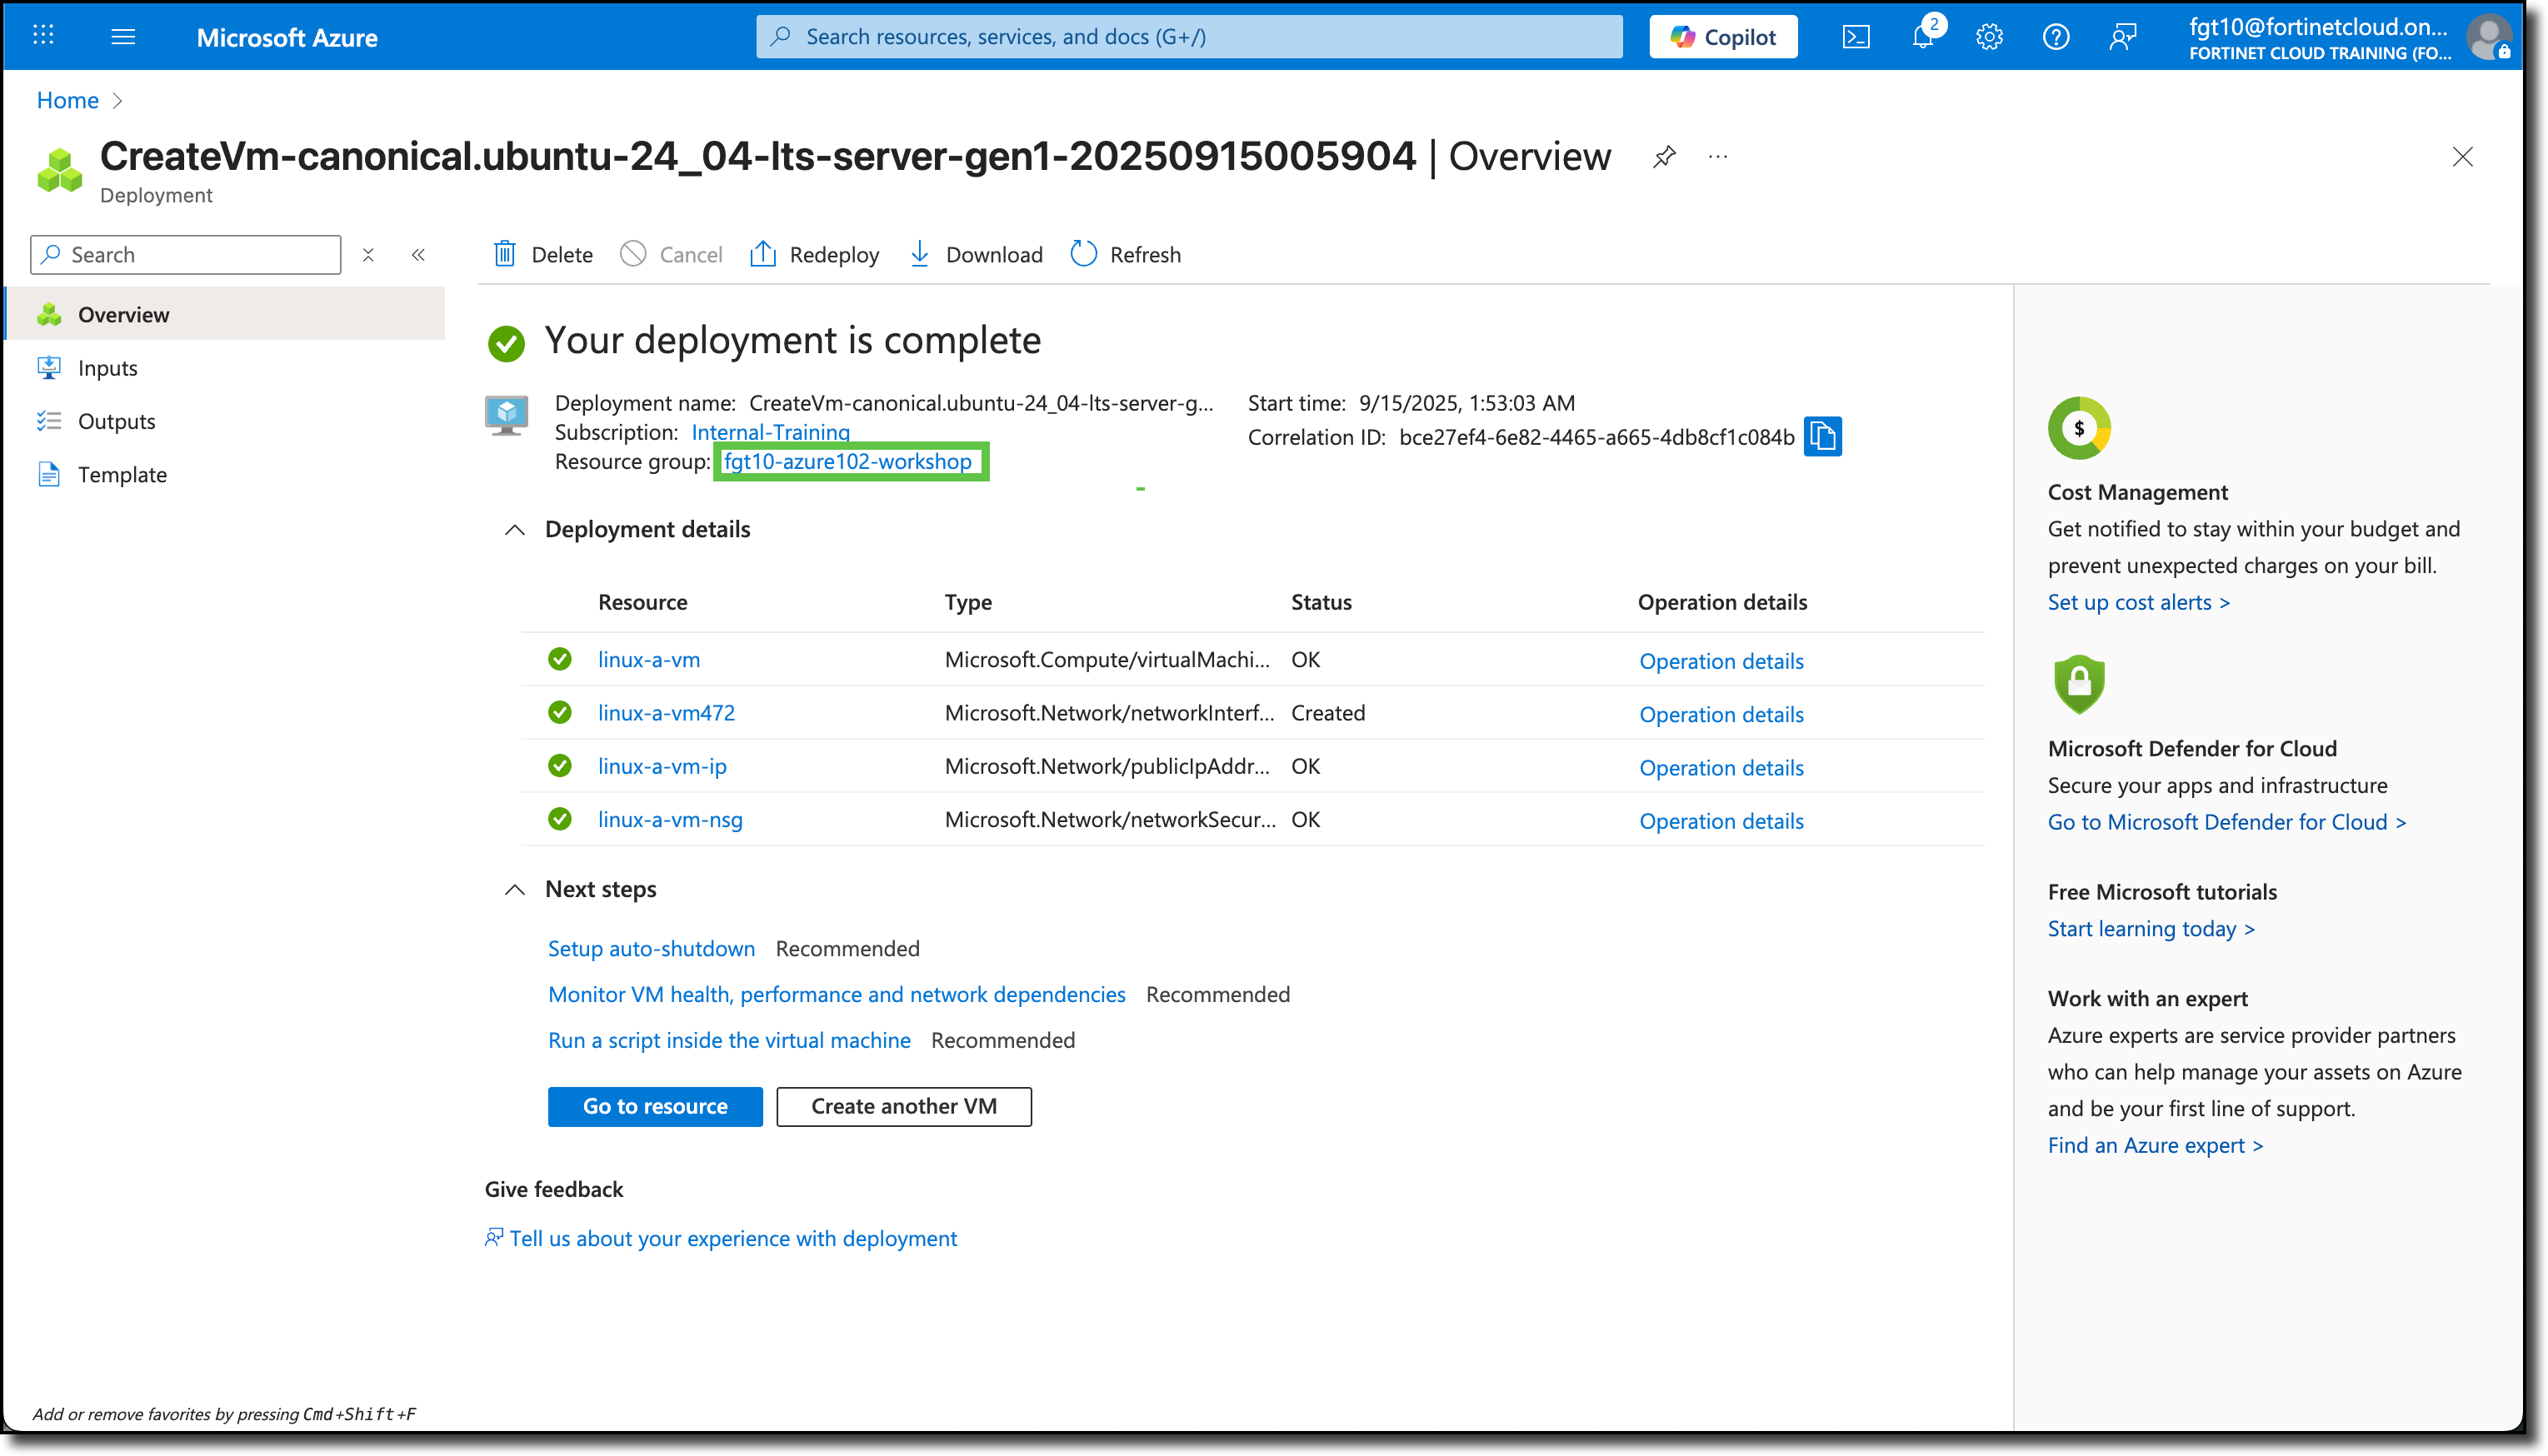 Microsoft Azure
Search resources, services, and docs (G+/)
Copilot
2
fgt10@fortinetcloud.on...
FORTINET CLOUD TRAINING (FO...
Home
CreateVm-canonical.ubuntu-24_04-lts-server-gen1-20250915005904 | Overview
Deployment
Search
Delete
Cancel
Redeploy
Download
Refresh
Overview
Inputs
Outputs
Template
Your deployment is complete
Deployment name: CreateVm-canonical.ubuntu-24_04-lts-server-g...
Subscription: Internal-Training
Resource group: fgt10-azure102-workshop
Start time: 9/15/2025, 1:53:03 AM
Correlation ID: bce27ef4-6e82-4465-a665-4db8cf1c084b
Deployment details
Resource Type Status Operation details
linux-a-vm Microsoft.Compute/virtualMachi... OK Operation details
linux-a-vm472 Microsoft.Network/networkInterf... Created Operation details
linux-a-vm-ip Microsoft.Network/publicIpAddr... OK Operation details
linux-a-vm-nsg Microsoft.Network/networkSecur... OK Operation details
Next steps
Setup auto-shutdown Recommended
Monitor VM health, performance and network dependencies Recommended
Run a script inside the virtual machine Recommended
Go to resource
Create another VM
Give feedback
Tell us about your experience with deployment
$
Cost Management
Get notified to stay within your budget and
prevent unexpected charges on your bill.
Set up cost alerts >
Microsoft Defender for Cloud
Secure your apps and infrastructure
Go to Microsoft Defender for Cloud >
Free Microsoft tutorials
Start learning today >
Work with an expert
Azure experts are service provider partners
who can help manage your assets on Azure
and be your first line of support.
Find an Azure expert >
Add or remove favorites by pressing Cmd+Shift+F